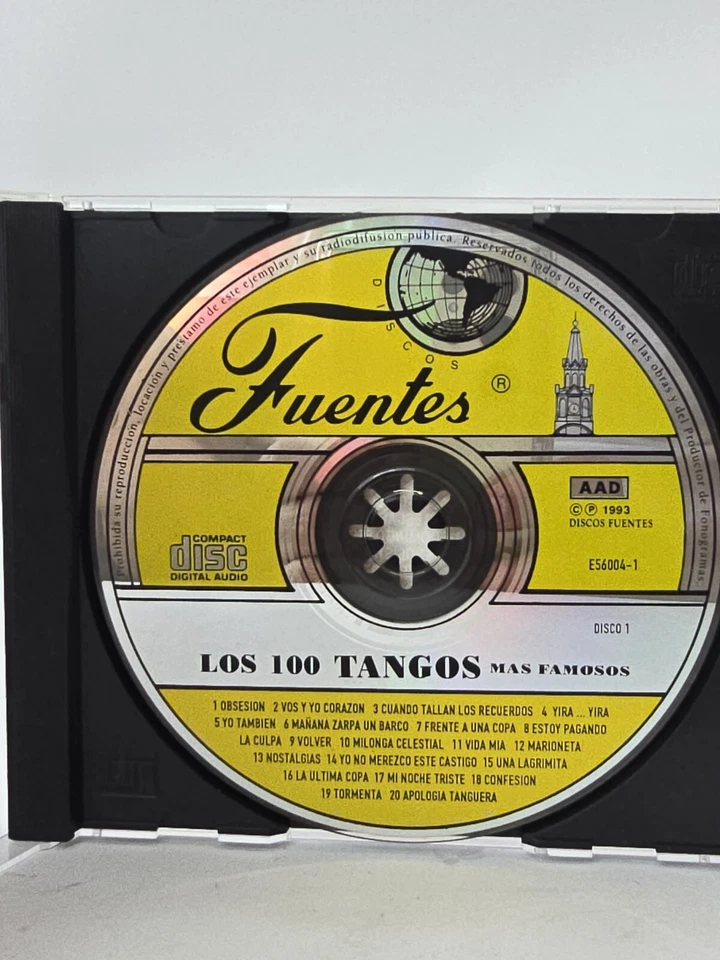 Prohibida su reproducción, locación y préstamo de este ejemplar y su radiodifusión pública. Reservados todos los derechos de las obras y del Productor de Fonogramas
DISCOS
Fuentes ®
COMPACT
disc
DIGITAL AUDIO
AAD
© ℗ 1993
DISCOS FUENTES
E56004-1
DISCO 1
LOS 100 TANGOS MAS FAMOSOS
1 OBSESION 2 VOS Y YO CORAZON 3 CUANDO TALLAN LOS RECUERDOS 4 YIRA ... YIRA
5 YO TAMBIEN 6 MAÑANA ZARPA UN BARCO 7 FRENTE A UNA COPA 8 ESTOY PAGANDO
LA CULPA 9 VOLVER 10 MILONGA CELESTIAL 11 VIDA MIA 12 MARIONETA
13 NOSTALGIAS 14 YO NO MEREZCO ESTE CASTIGO 15 UNA LAGRIMITA
16 LA ULTIMA COPA 17 MI NOCHE TRISTE 18 CONFESION
19 TORMENTA 20 APOLOGIA TANGUERA